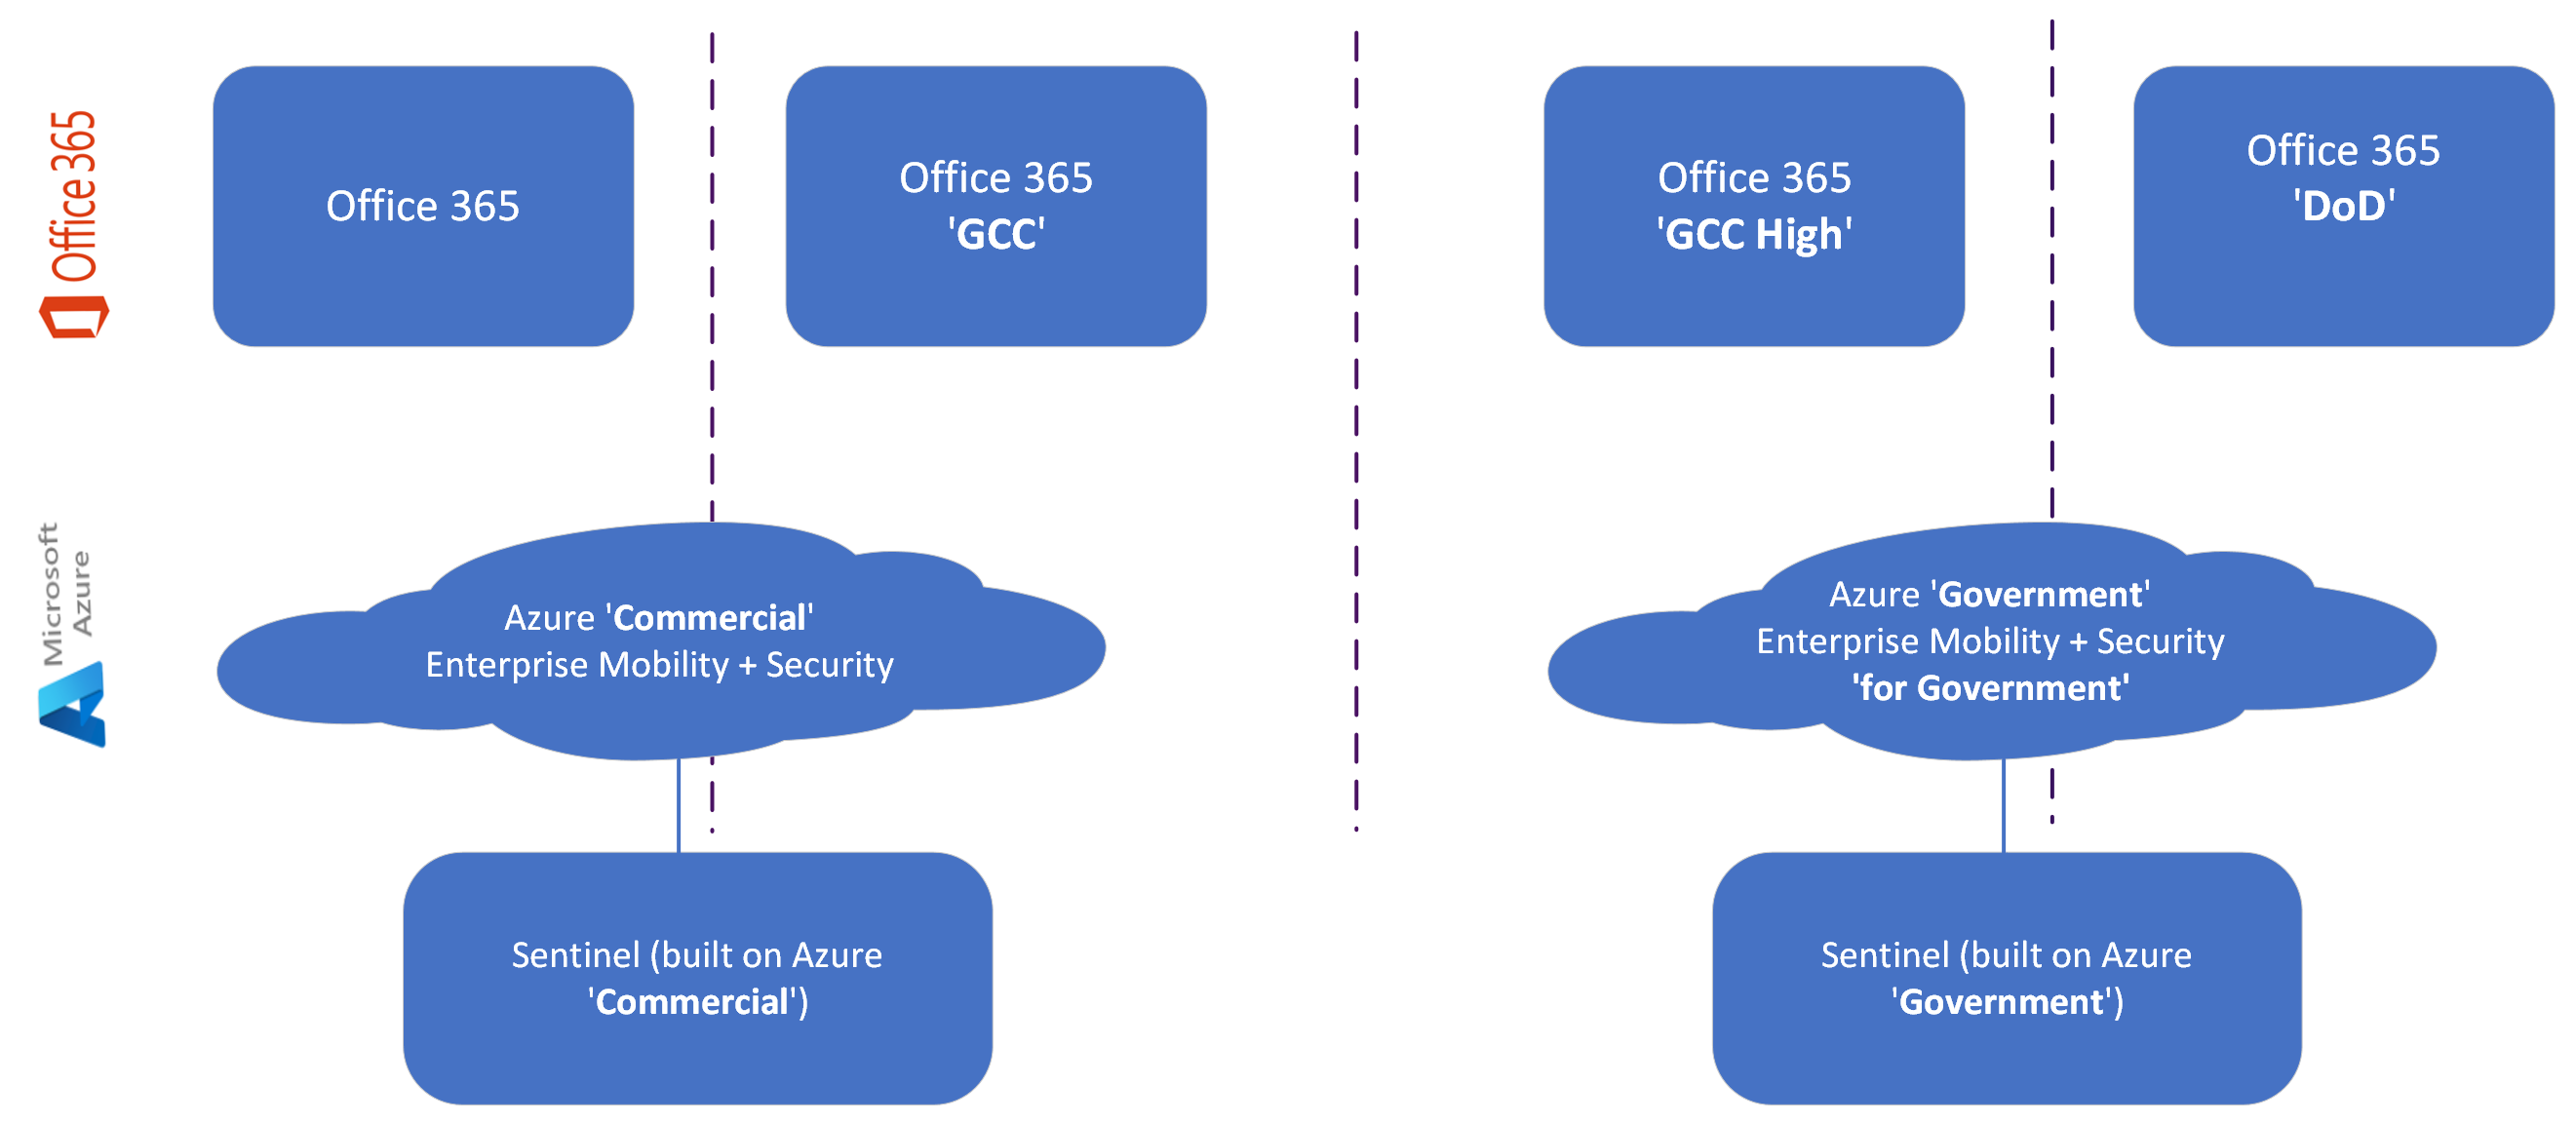 Office 365
Office 365
Office 365
'GCC'
Office 365
'GCC High'
Office 365
'DoD'
Microsoft
Azure
Azure 'Commercial'
Enterprise Mobility + Security
Azure 'Government'
Enterprise Mobility + Security
'for Government'
Sentinel (built on Azure
'Commercial')
Sentinel (built on Azure
'Government')